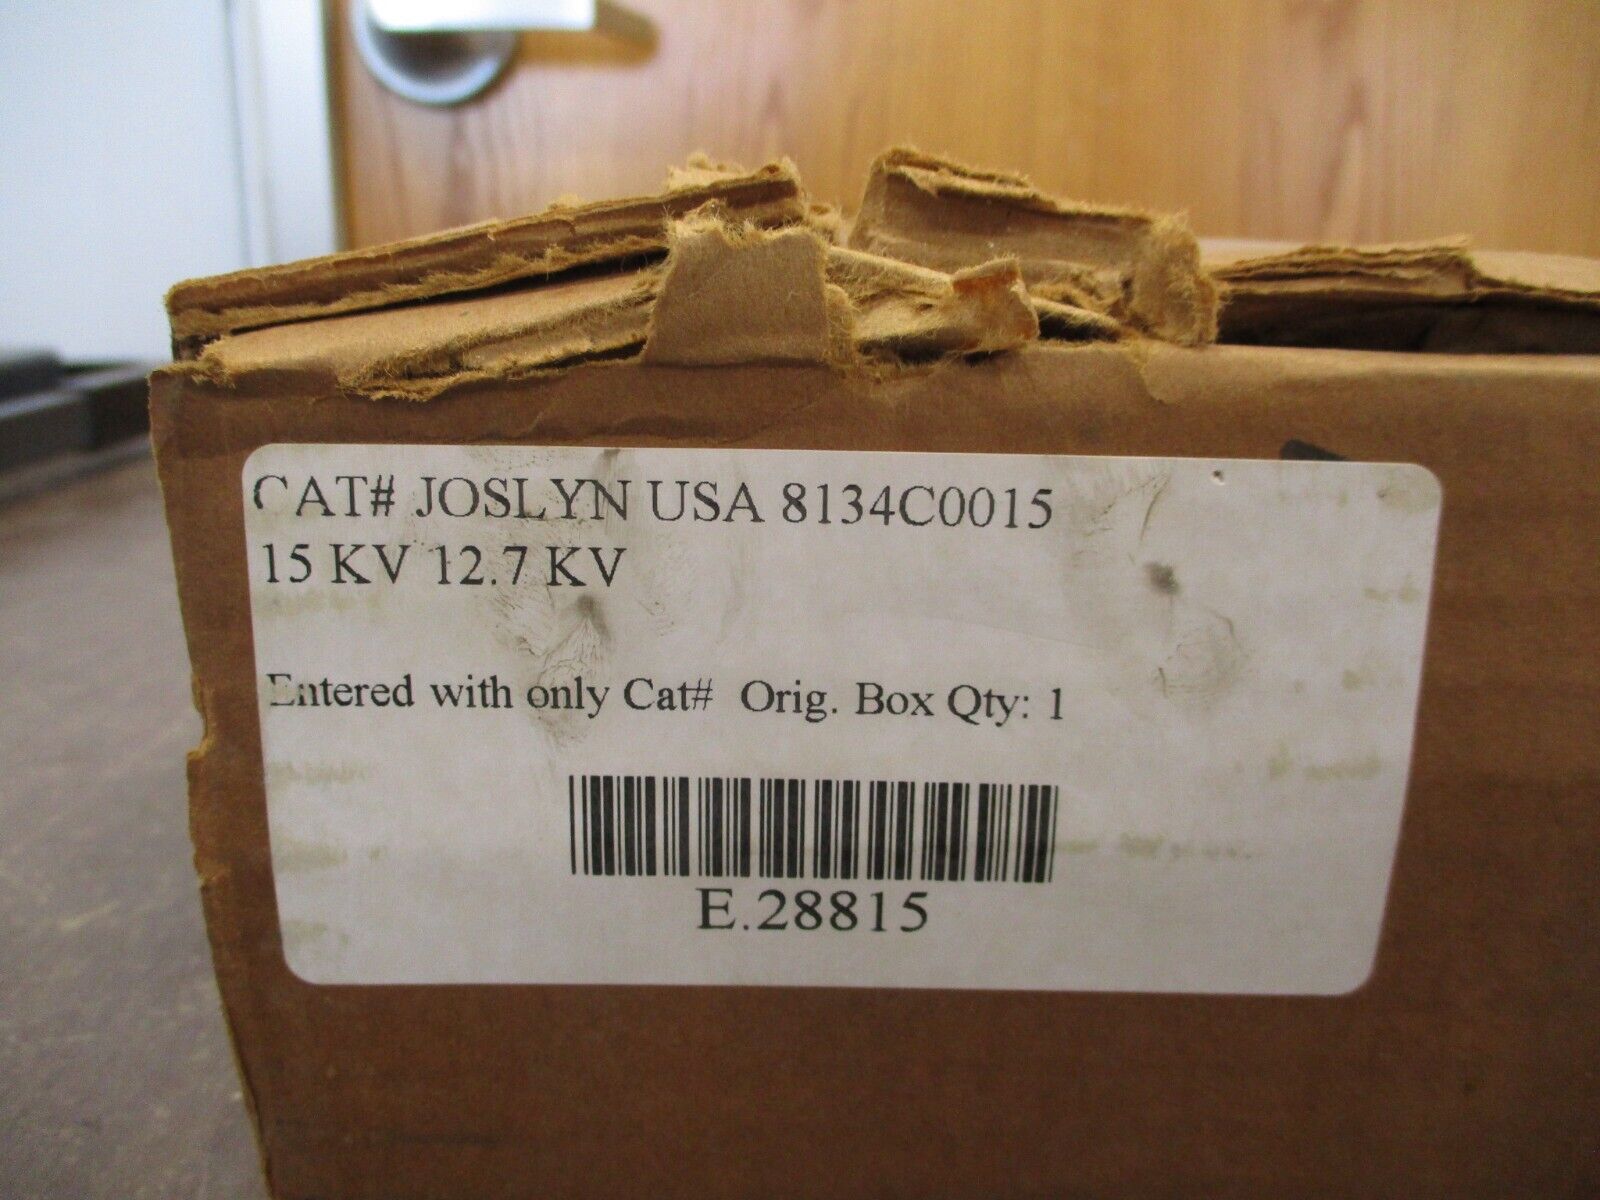 CAT# JOSLYN USA 8134C0015
15 KV 12.7 KV
Entered with only Cat# Orig. Box Qty: 1
E.28815